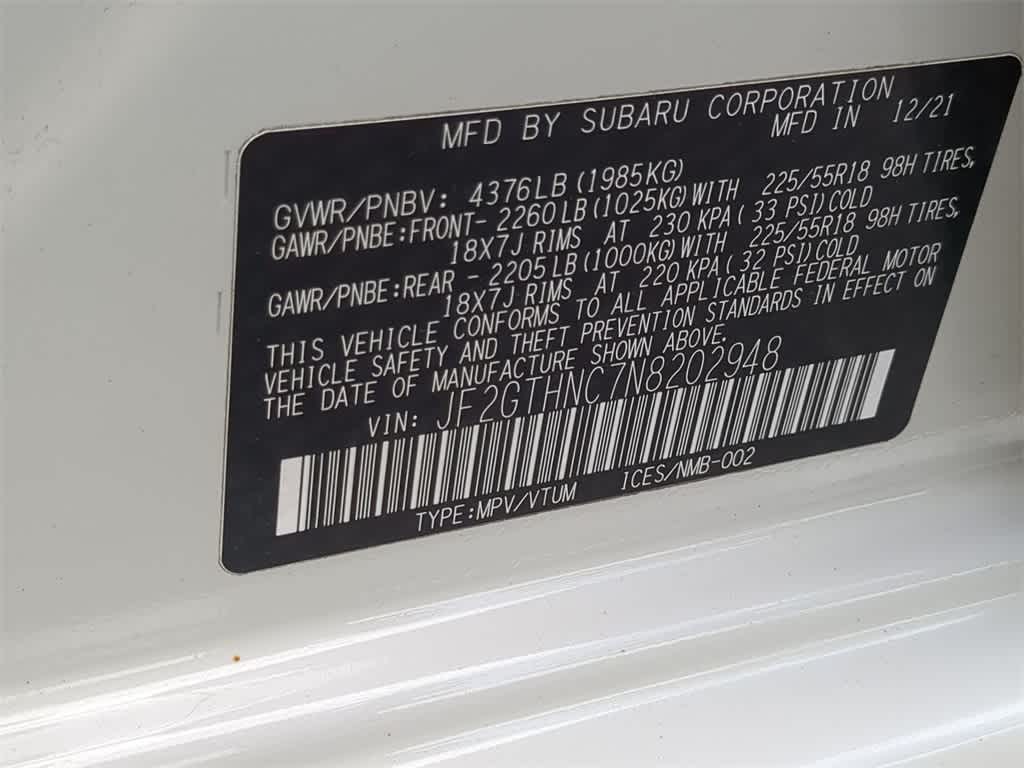 MFD BY SUBARU CORPORATION
MFD IN 12/21
GVWR/PNBV: 4376LB (1985KG)
GAWR/PNBE:FRONT- 2260LB (1025KG) WITH 225/55R18 98H TIRES,
18X7J RIMS AT 230 KPA( 33 PSI) COLD
GAWR/PNBE:REAR - 2205LB (1000KG) WITH 225/55R18 98H TIRES,
18X7J RIMS AT 220 KPA( 32 PSI) COLD
THIS VEHICLE CONFORMS TO ALL APPLICABLE FEDERAL MOTOR
VEHICLE SAFETY AND THEFT PREVENTION STANDARDS IN EFFECT ON
THE DATE OF MANUFACTURE SHOWN ABOVE.
VIN: JF2GTHNC7N8202948
TYPE:MPV/VTUM ICES/NMB-002